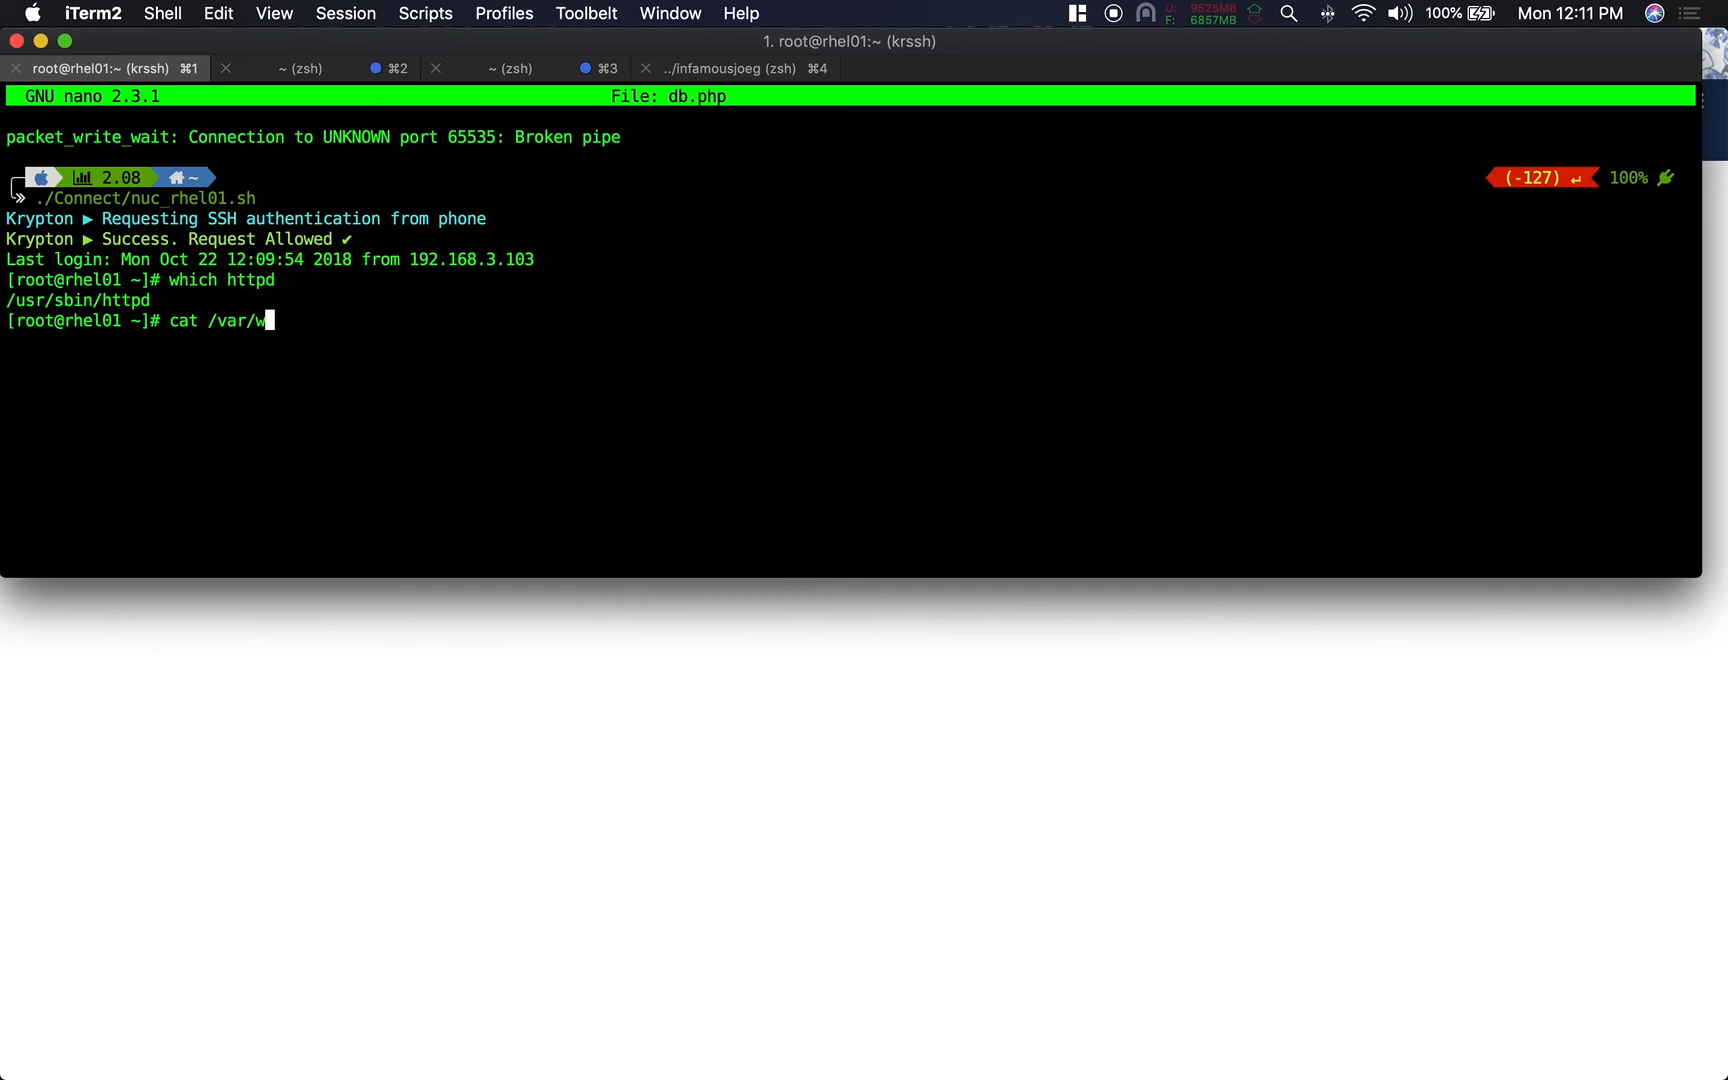 iTerm2 Shell Edit View Session Scripts Profiles Toolbelt Window Help U: 9625MB F: 6857MB 100% Mon 12:11 PM
1. root@rhel01:~ (krssh)
root@rhel01:~ (krssh) ⌘1 ~ (zsh) ⌘2 ~ (zsh) ⌘3 ../infamousjoeg (zsh) ⌘4
GNU nano 2.3.1 File: db.php
packet_write_wait: Connection to UNKNOWN port 65535: Broken pipe
2.08 ~ (-127) ↵ 100%
./Connect/nuc_rhel01.sh
Krypton ▶ Requesting SSH authentication from phone
Krypton ▶ Success. Request Allowed ✔
Last login: Mon Oct 22 12:09:54 2018 from 192.168.3.103
[root@rhel01 ~]# which httpd
/usr/sbin/httpd
[root@rhel01 ~]# cat /var/w